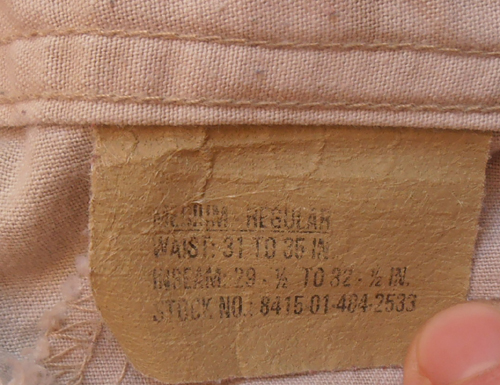 MEDIUM REGULAR
WAIST: 31 TO 35 IN.
INSEAM: 29 - ½ TO 32 - ½ IN.
STOCK NO.: 8415-01-484-2533